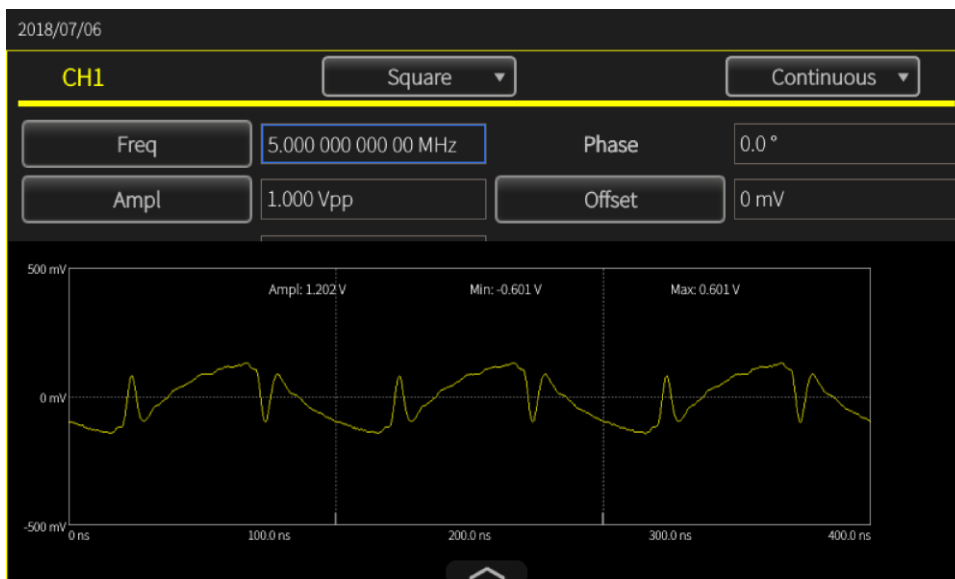 2018/07/06
CH1 Square Continuous
Freq 5.000 000 000 00 MHz Phase 0.0 °
Ampl 1.000 Vpp Offset 0 mV
500 mV
Ampl: 1.202 V Min: -0.601 V Max: 0.601 V
0 mV
-500 mV
0 ns 100.0 ns 200.0 ns 300.0 ns 400.0 ns